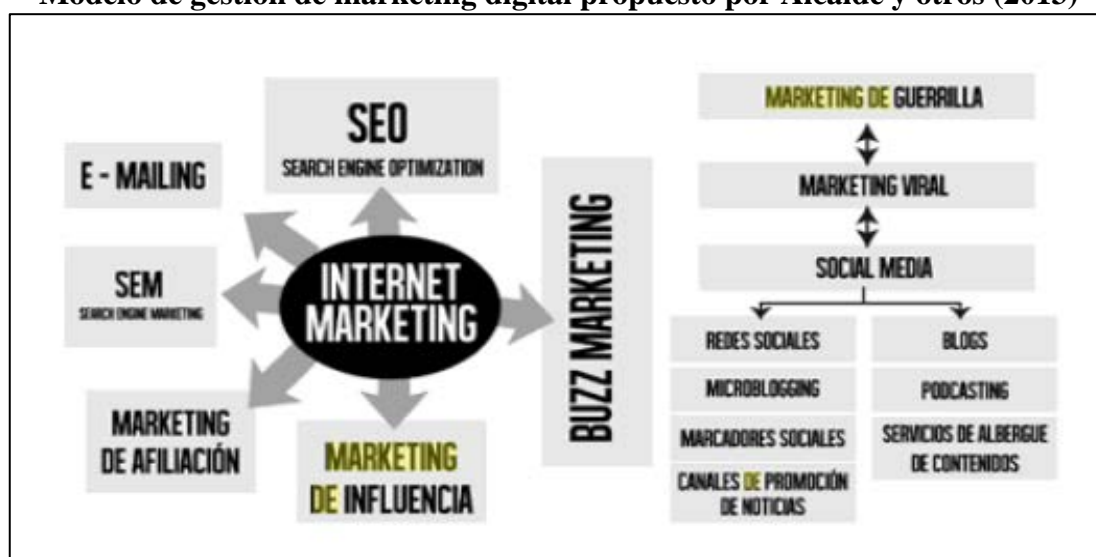 Modelo de gestión de marketing digital propuesto por Alcaide y otros (2013)
SEO
SEARCH ENGINE OPTIMIZATION
E - MAILING
SEM
SEARCH ENGINE MARKETING
MARKETING
DE AFILIACIÓN
MARKETING
DE INFLUENCIA
INTERNET
MARKETING
BUZZ MARKETING
MARKETING DE GUERRILLA
MARKETING VIRAL
SOCIAL MEDIA
REDES SOCIALES
MICROBLOGGING
MARCADORES SOCIALES
CANALES DE PROMOCIÓN
DE NOTICIAS
BLOGS
PODCASTING
SERVICIOS DE ALBERGUE
DE CONTENIDOS